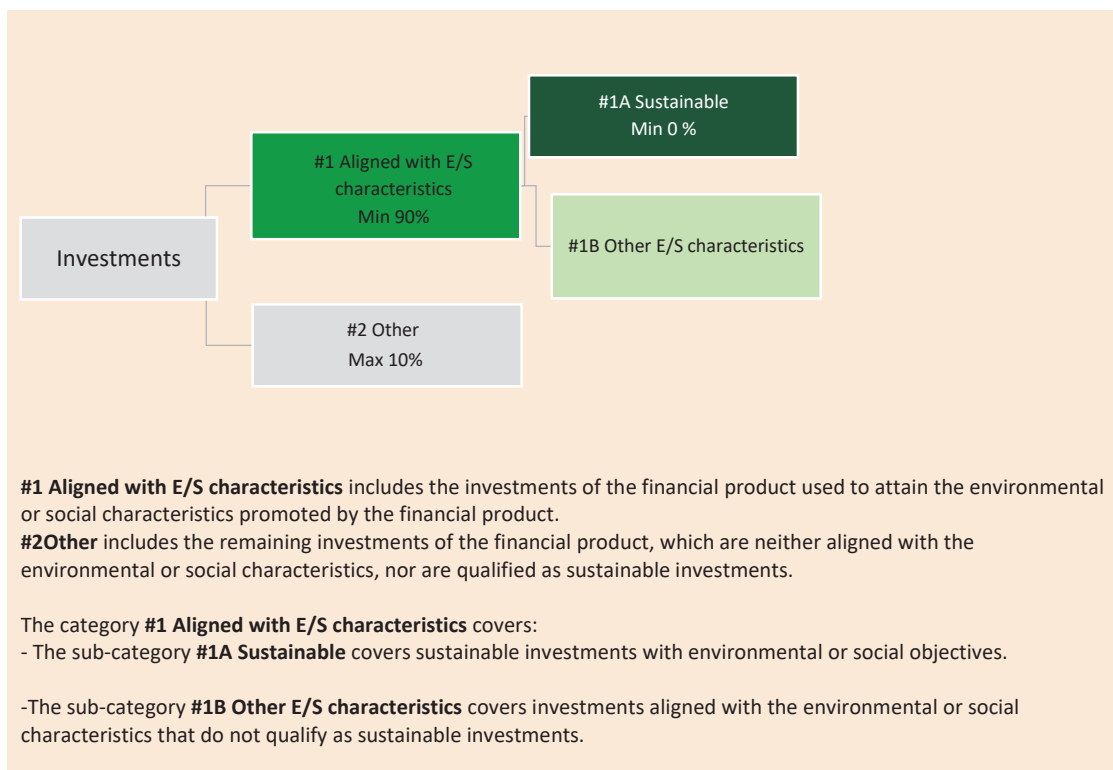 #1A Sustainable
Min 0 %
#1 Aligned with E/S
characteristics
Min 90%
#1B Other E/S characteristics
Investments
#2 Other
Max 10%
#1 Aligned with E/S characteristics includes the investments of the financial product used to attain the environmental
or social characteristics promoted by the financial product.
#2Other includes the remaining investments of the financial product, which are neither aligned with the
environmental or social characteristics, nor are qualified as sustainable investments.
The category #1 Aligned with E/S characteristics covers:
- The sub-category #1A Sustainable covers sustainable investments with environmental or social objectives.
-The sub-category #1B Other E/S characteristics covers investments aligned with the environmental or social
characteristics that do not qualify as sustainable investments.